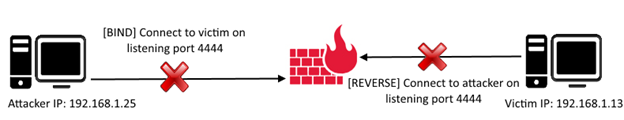 [BIND] Connect to victim on
listening port 4444
[REVERSE] Connect to attacker on
listening port 4444
Attacker IP: 192.168.1.25
Victim IP: 192.168.1.13